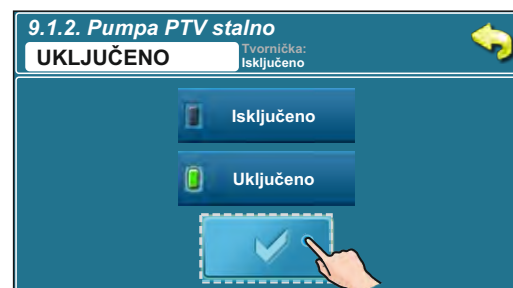 9.1.2. Pumpa PTV stalno
UKLJUČENO
Tvornička:
Isključeno
Isključeno
Uključeno